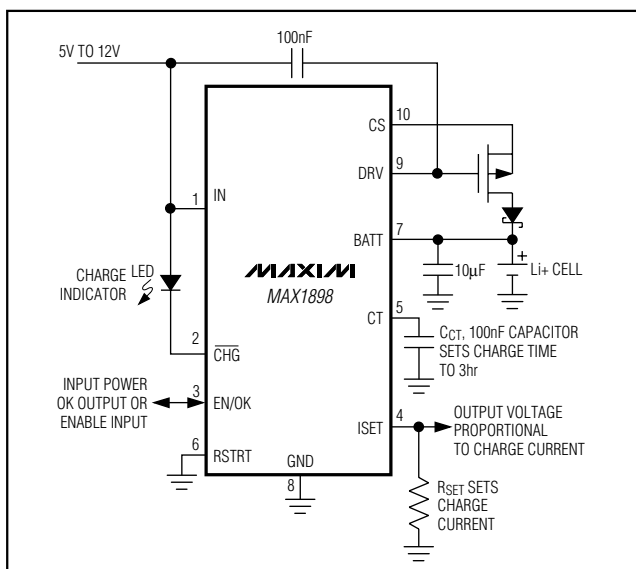 100nF
5V TO 12V
10
CS
9
DRV
IN
1
7
BATT
MAXIM
MAX1898
LED
CHARGE
INDICATOR
10µF
Li+ CELL
+
5
CT
CCT, 100nF CAPACITOR
SETS CHARGE TIME
TO 3hr
2
CHG
INPUT POWER
OK OUTPUT OR
ENABLE INPUT
3
EN/OK
4
ISET
OUTPUT VOLTAGE
PROPORTIONAL
TO CHARGE CURRENT
6
RSTRT
GND
8
RSET SETS
CHARGE
CURRENT